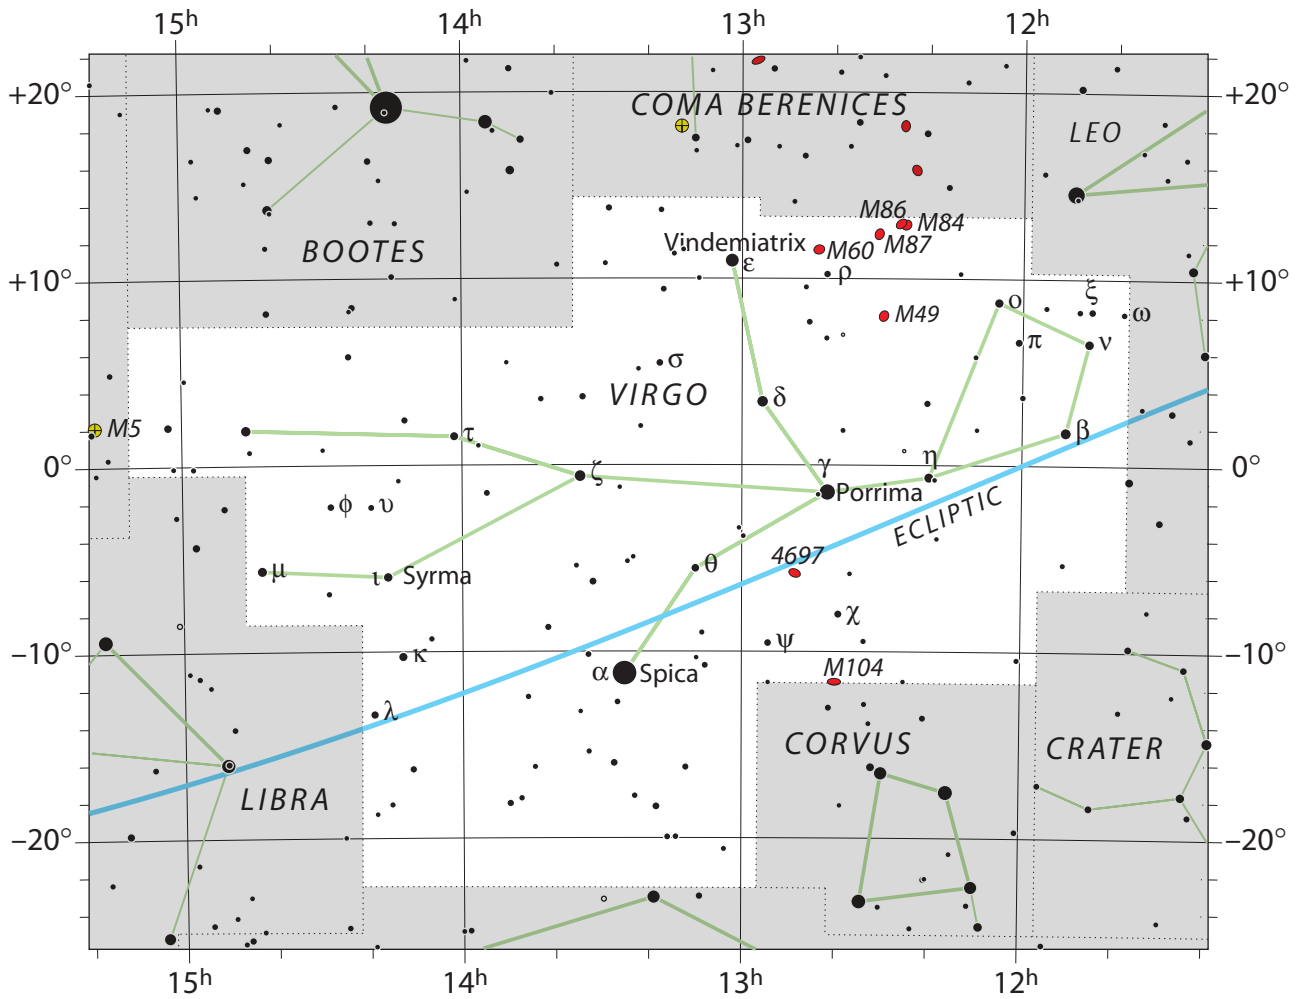 15h 14h 13h 12h
+20° COMA BERENICES +20°
LEO
M86 M84
BOOTES Vindemiatrix M60 M87
ε ρ
+10° +10°
ο ξ ω
M49
π ν
σ
VIRGO δ
M5 τ β
0° ζ γ η 0°
Porrima
φ υ ECLIPTIC
μ ι Syrma θ 4697
χ
ψ
−10° κ −10°
α Spica M104
λ
CORVUS CRATER
LIBRA
−20° −20°
15h 14h 13h 12h